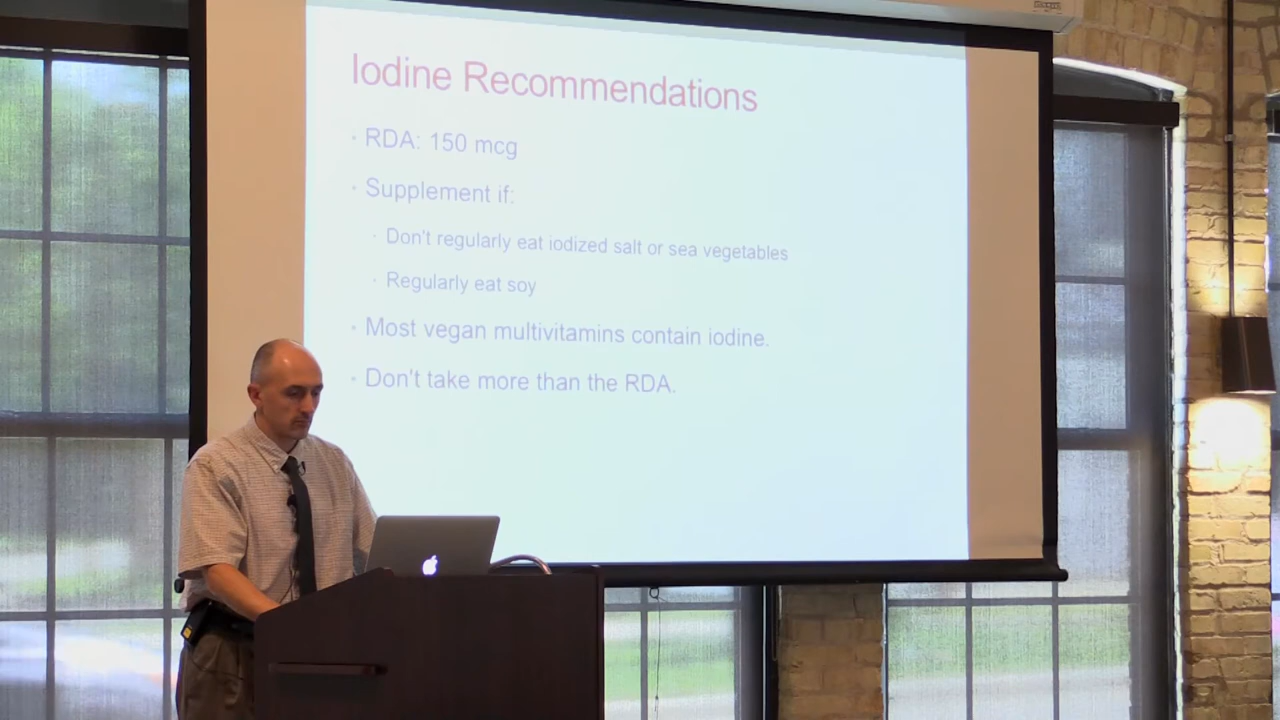 Iodine Recommendations
· RDA: 150 mcg
· Supplement if:
· Don't regularly eat iodized salt or sea vegetables
· Regularly eat soy
· Most vegan multivitamins contain iodine.
· Don't take more than the RDA.